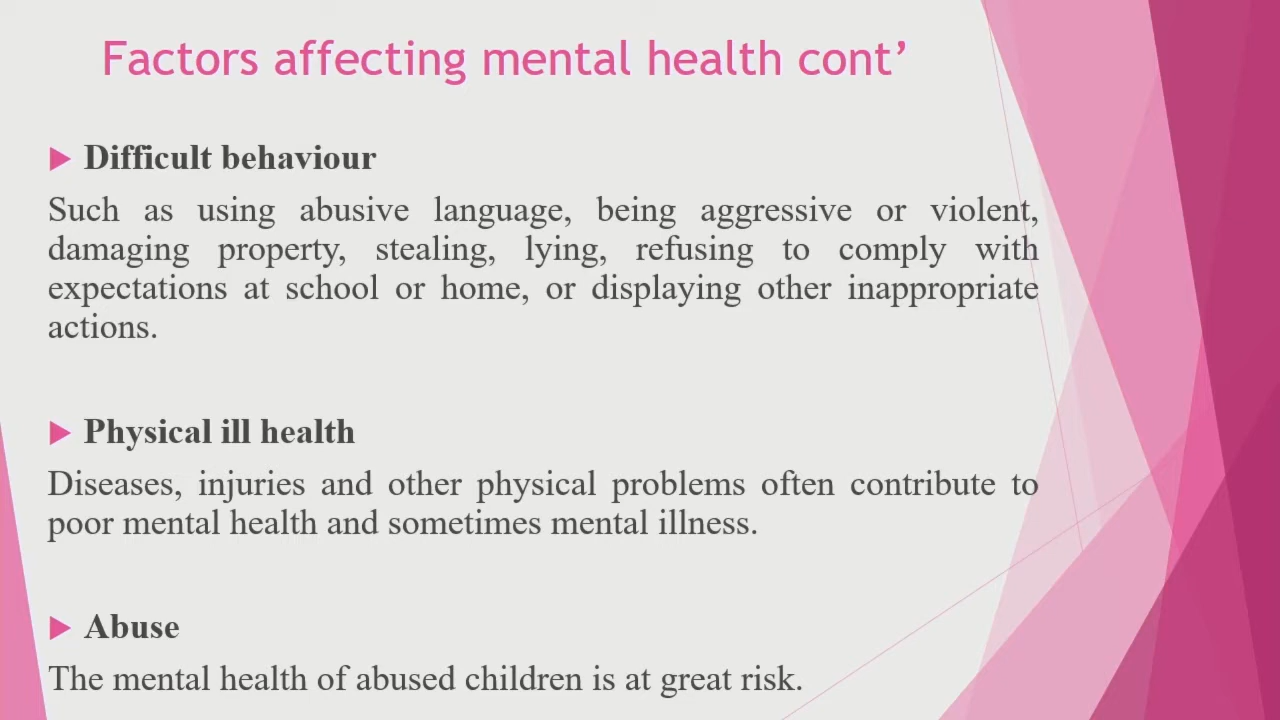 Factors affecting mental health cont’
Difficult behaviour
Such as using abusive language, being aggressive or violent,
damaging property, stealing, lying, refusing to comply with
expectations at school or home, or displaying other inappropriate
actions.
Physical ill health
Diseases, injuries and other physical problems often contribute to
poor mental health and sometimes mental illness.
Abuse
The mental health of abused children is at great risk.